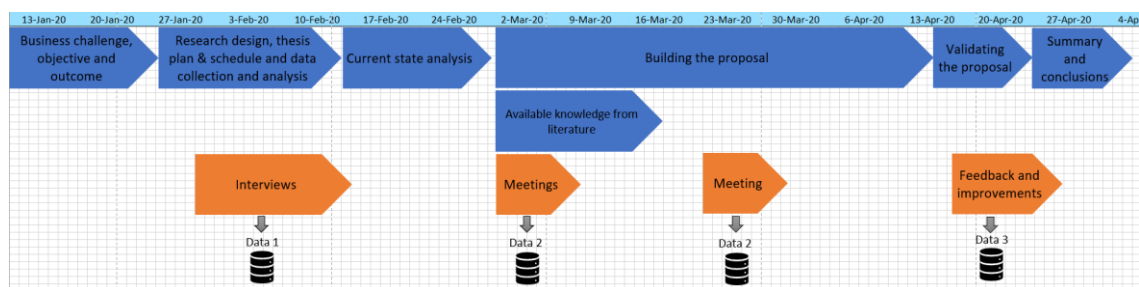 13-Jan-20 20-Jan-20 27-Jan-20 3-Feb-20 10-Feb-20 17-Feb-20 24-Feb-20 2-Mar-20 9-Mar-20 16-Mar-20 23-Mar-20 30-Mar-20 6-Apr-20 13-Apr-20 20-Apr-20 27-Apr-20 4-Ap
Business challenge,
objective and
outcome
Research design, thesis
plan & schedule and data
collection and analysis
Current state analysis
Building the proposal
Validating
the proposal
Summary
and
conclusions
Available knowledge from
literature
Interviews
Meetings
Meeting
Feedback and
improvements
Data 1
Data 2
Data 2
Data 3